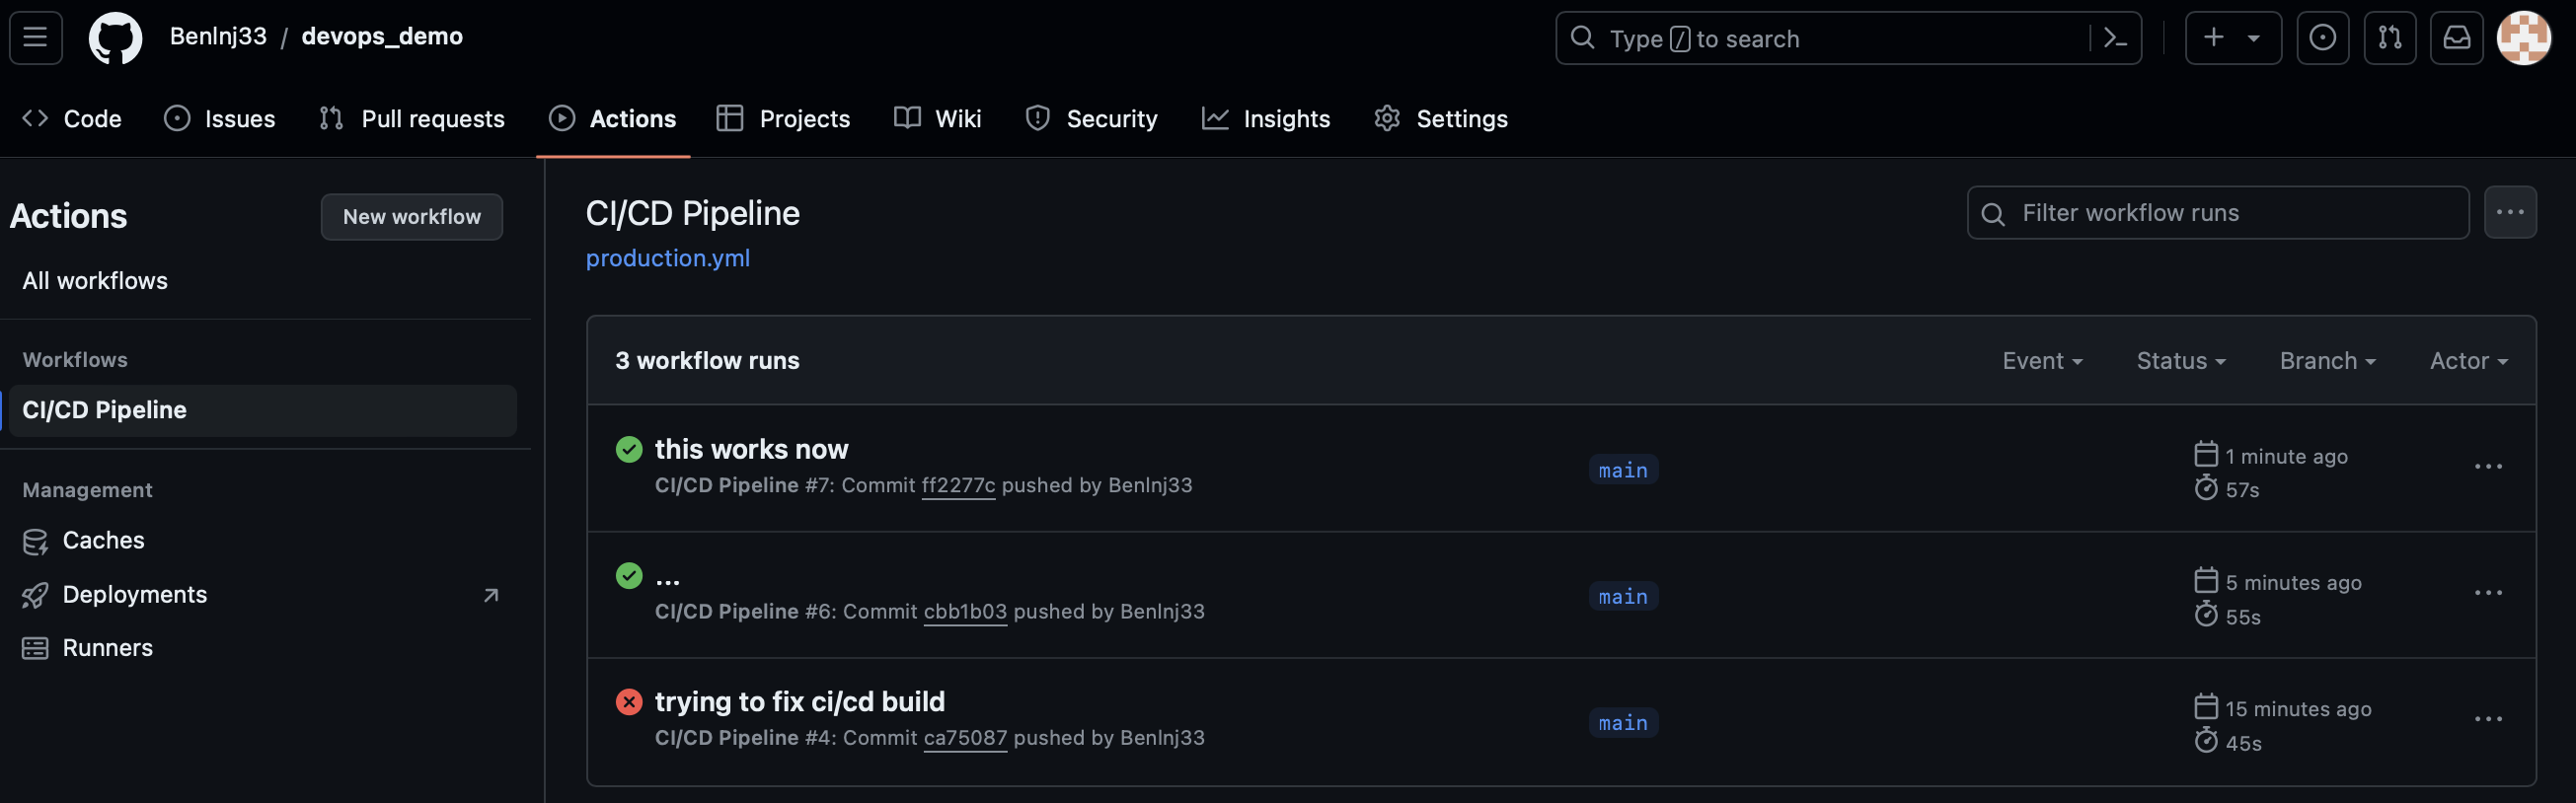 BenInj33 / devops_demo
Type / to search
Code
Issues
Pull requests
Actions
Projects
Wiki
Security
Insights
Settings
Actions
New workflow
All workflows
Workflows
CI/CD Pipeline
Management
Caches
Deployments
Runners
CI/CD Pipeline
production.yml
Filter workflow runs
3 workflow runs
Event
Status
Branch
Actor
this works now
CI/CD Pipeline #7: Commit ff2277c pushed by BenInj33
main
1 minute ago
57s
...
CI/CD Pipeline #6: Commit cbb1b03 pushed by BenInj33
main
5 minutes ago
55s
trying to fix ci/cd build
CI/CD Pipeline #4: Commit ca75087 pushed by BenInj33
main
15 minutes ago
45s